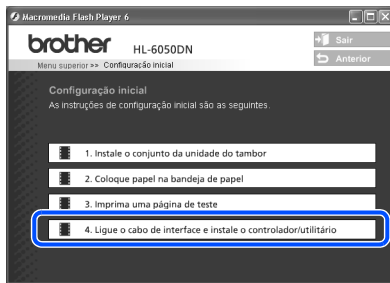 Macromedia Flash Player 6
brother HL-6050DN
Sair
Anterior
Menu superior »» Configuração inicial
Configuração inicial
As instruções de configuração inicial são as seguintes.
1. Instale o conjunto da unidade do tambor
2. Coloque papel na bandeja de papel
3. Imprima uma página de teste
4. Ligue o cabo de interface e instale o controlador/utilitário